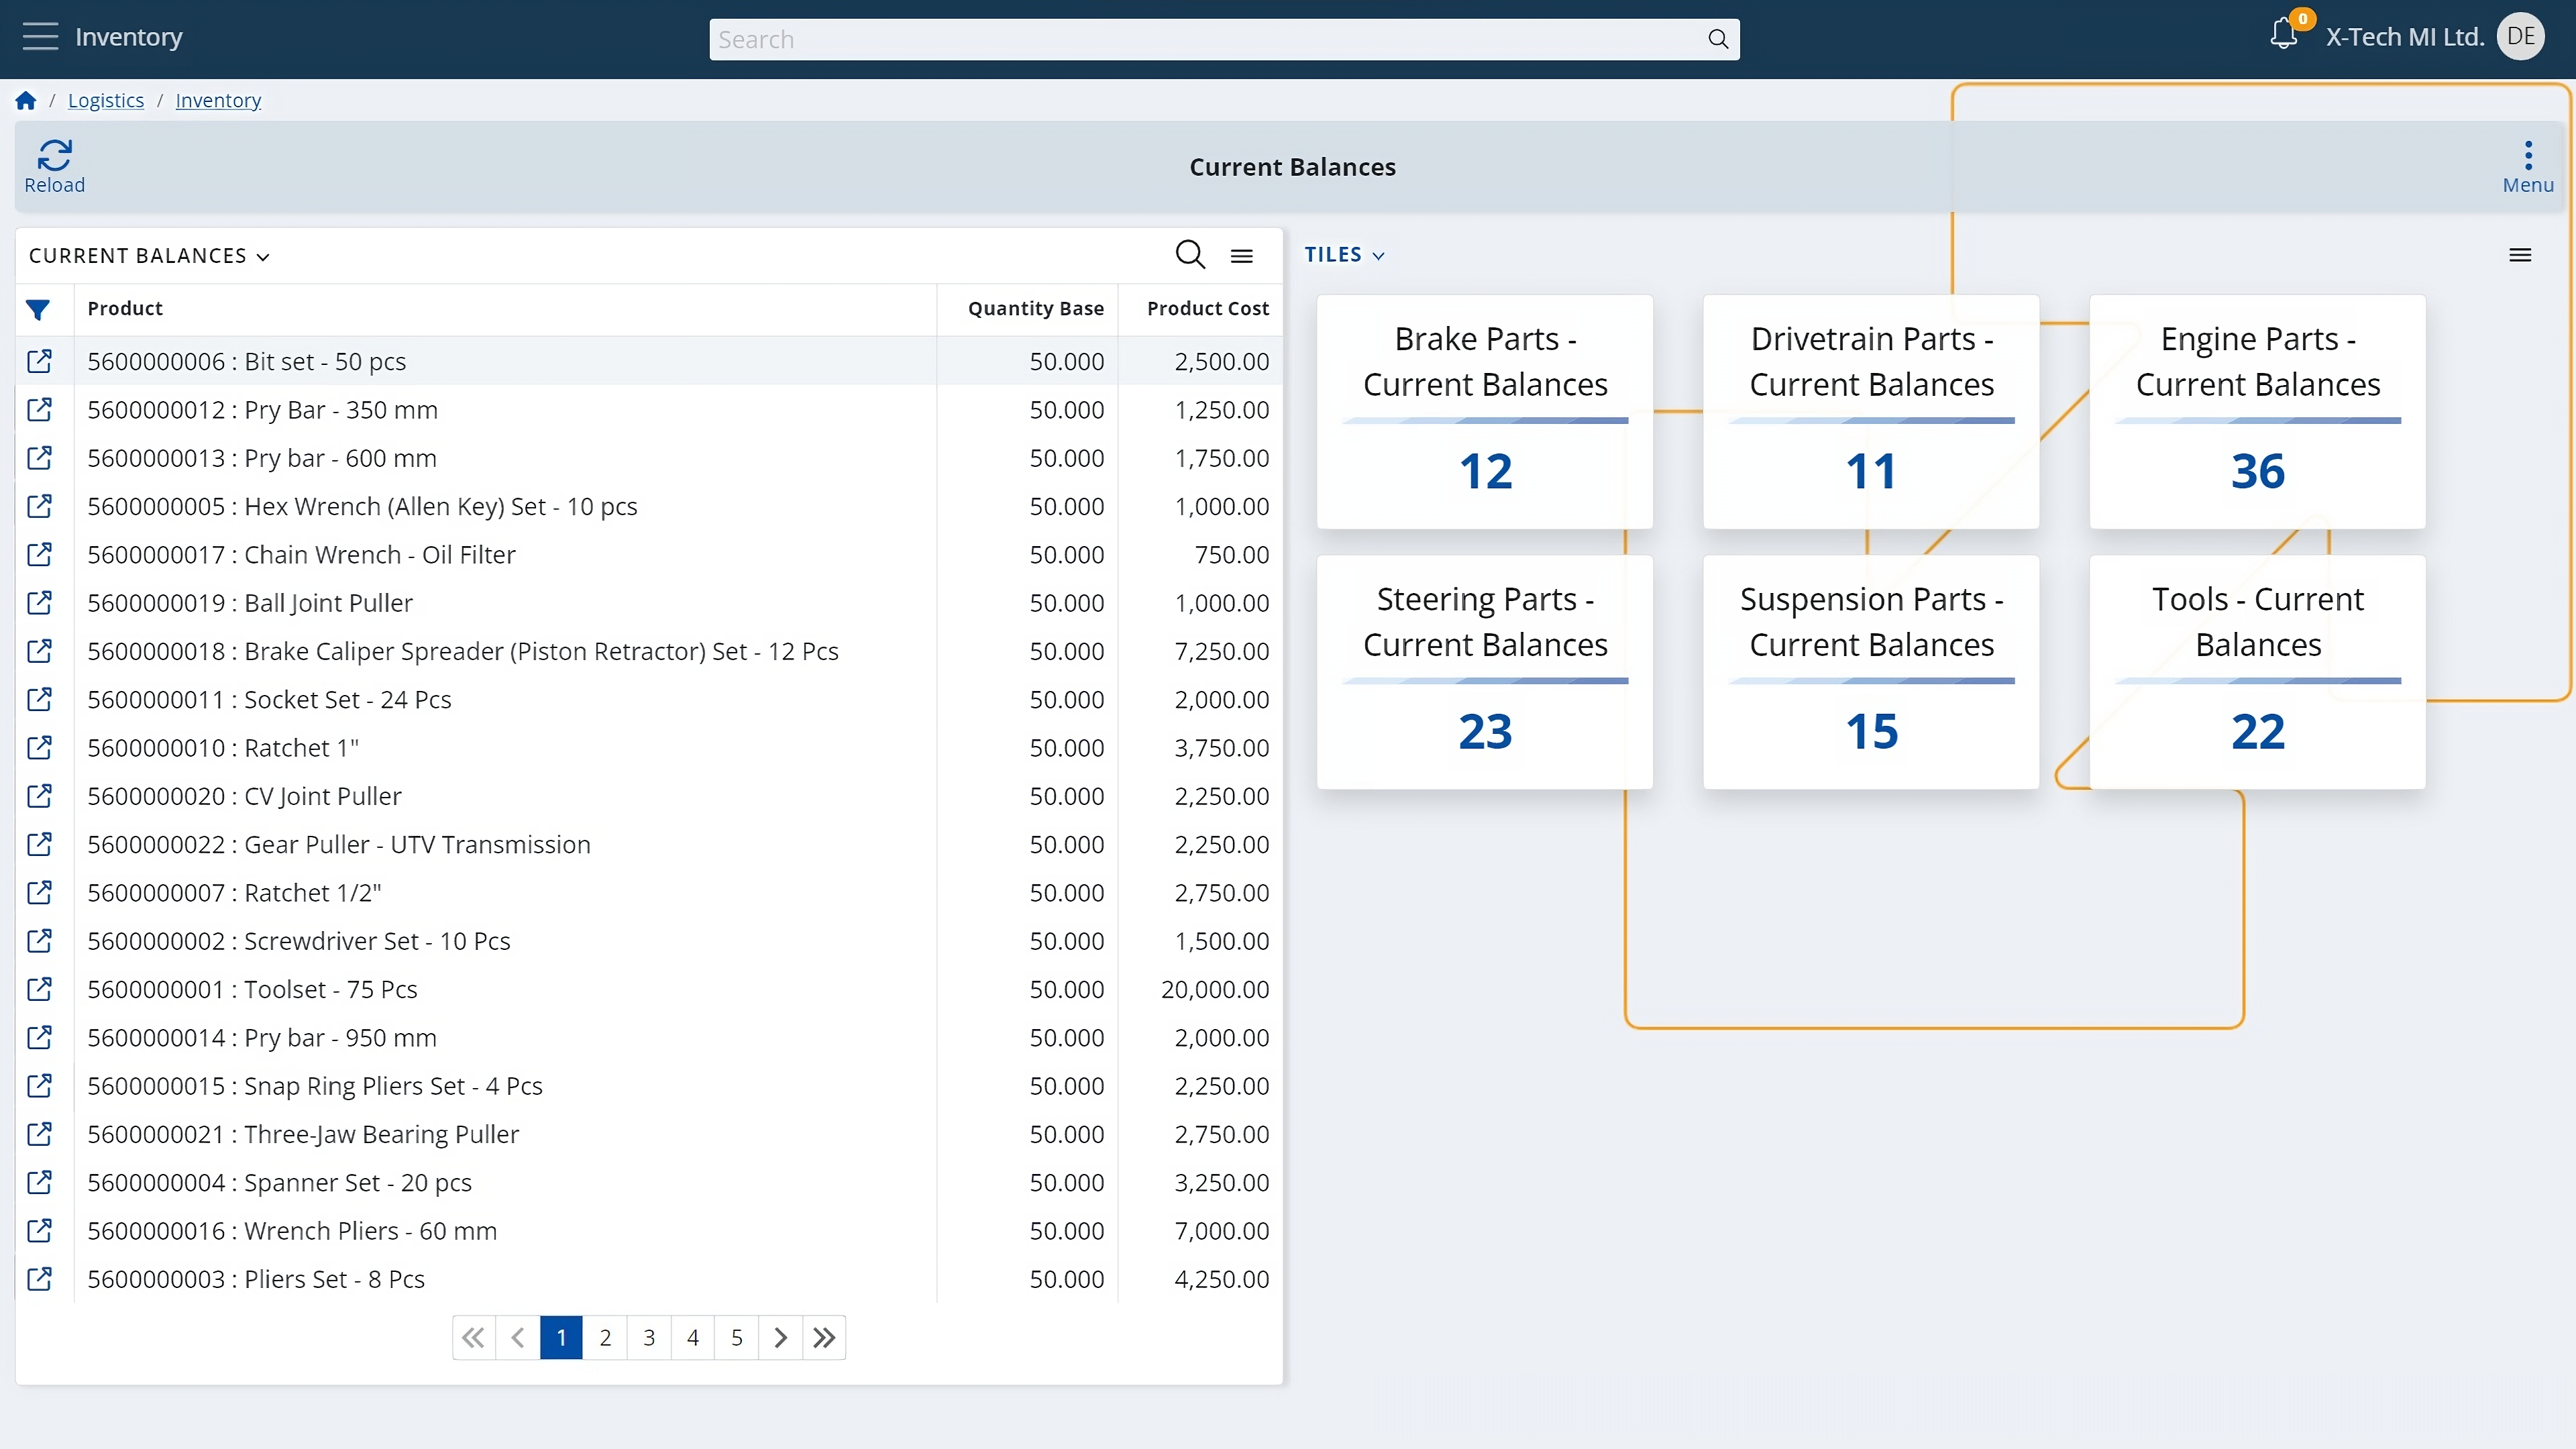 Inventory
Search
0
X-Tech MI Ltd.
DE
/ Logistics / Inventory
Reload
Current Balances
Menu
CURRENT BALANCES
Product Quantity Base Product Cost
5600000006 : Bit set - 50 pcs 50.000 2,500.00
5600000012 : Pry Bar - 350 mm 50.000 1,250.00
5600000013 : Pry bar - 600 mm 50.000 1,750.00
5600000005 : Hex Wrench (Allen Key) Set - 10 pcs 50.000 1,000.00
5600000017 : Chain Wrench - Oil Filter 50.000 750.00
5600000019 : Ball Joint Puller 50.000 1,000.00
5600000018 : Brake Caliper Spreader (Piston Retractor) Set - 12 Pcs 50.000 7,250.00
5600000011 : Socket Set - 24 Pcs 50.000 2,000.00
5600000010 : Ratchet 1" 50.000 3,750.00
5600000020 : CV Joint Puller 50.000 2,250.00
5600000022 : Gear Puller - UTV Transmission 50.000 2,250.00
5600000007 : Ratchet 1/2" 50.000 2,750.00
5600000002 : Screwdriver Set - 10 Pcs 50.000 1,500.00
5600000001 : Toolset - 75 Pcs 50.000 20,000.00
5600000014 : Pry bar - 950 mm 50.000 2,000.00
5600000015 : Snap Ring Pliers Set - 4 Pcs 50.000 2,250.00
5600000021 : Three-Jaw Bearing Puller 50.000 2,750.00
5600000004 : Spanner Set - 20 pcs 50.000 3,250.00
5600000016 : Wrench Pliers - 60 mm 50.000 7,000.00
5600000003 : Pliers Set - 8 Pcs 50.000 4,250.00
1 2 3 4 5
TILES
Brake Parts -
Current Balances
12
Drivetrain Parts -
Current Balances
11
Engine Parts -
Current Balances
36
Steering Parts -
Current Balances
23
Suspension Parts -
Current Balances
15
Tools - Current
Balances
22